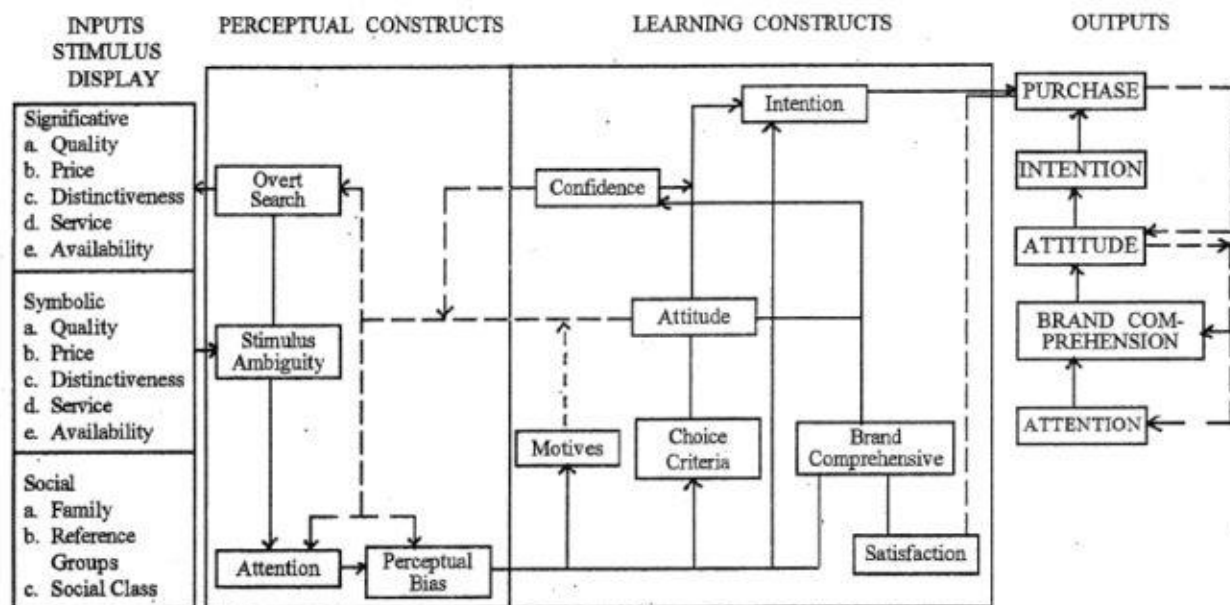 INPUTS
STIMULUS
DISPLAY
PERCEPTUAL CONSTRUCTS
LEARNING CONSTRUCTS
OUTPUTS
Significative
a. Quality
b. Price
c. Distinctiveness
d. Service
e. Availability
Symbolic
a. Quality
b. Price
c. Distinctiveness
d. Service
e. Availability
Social
a. Family
b. Reference
Groups
c. Social Class
Overt
Search
Stimulus
Ambiguity
Attention
Perceptual
Bias
Intention
Confidence
Attitude
Motives
Choice
Criteria
Brand
Comprehensive
Satisfaction
PURCHASE
INTENTION
ATTITUDE
BRAND COM-
PREHENSION
ATTENTION